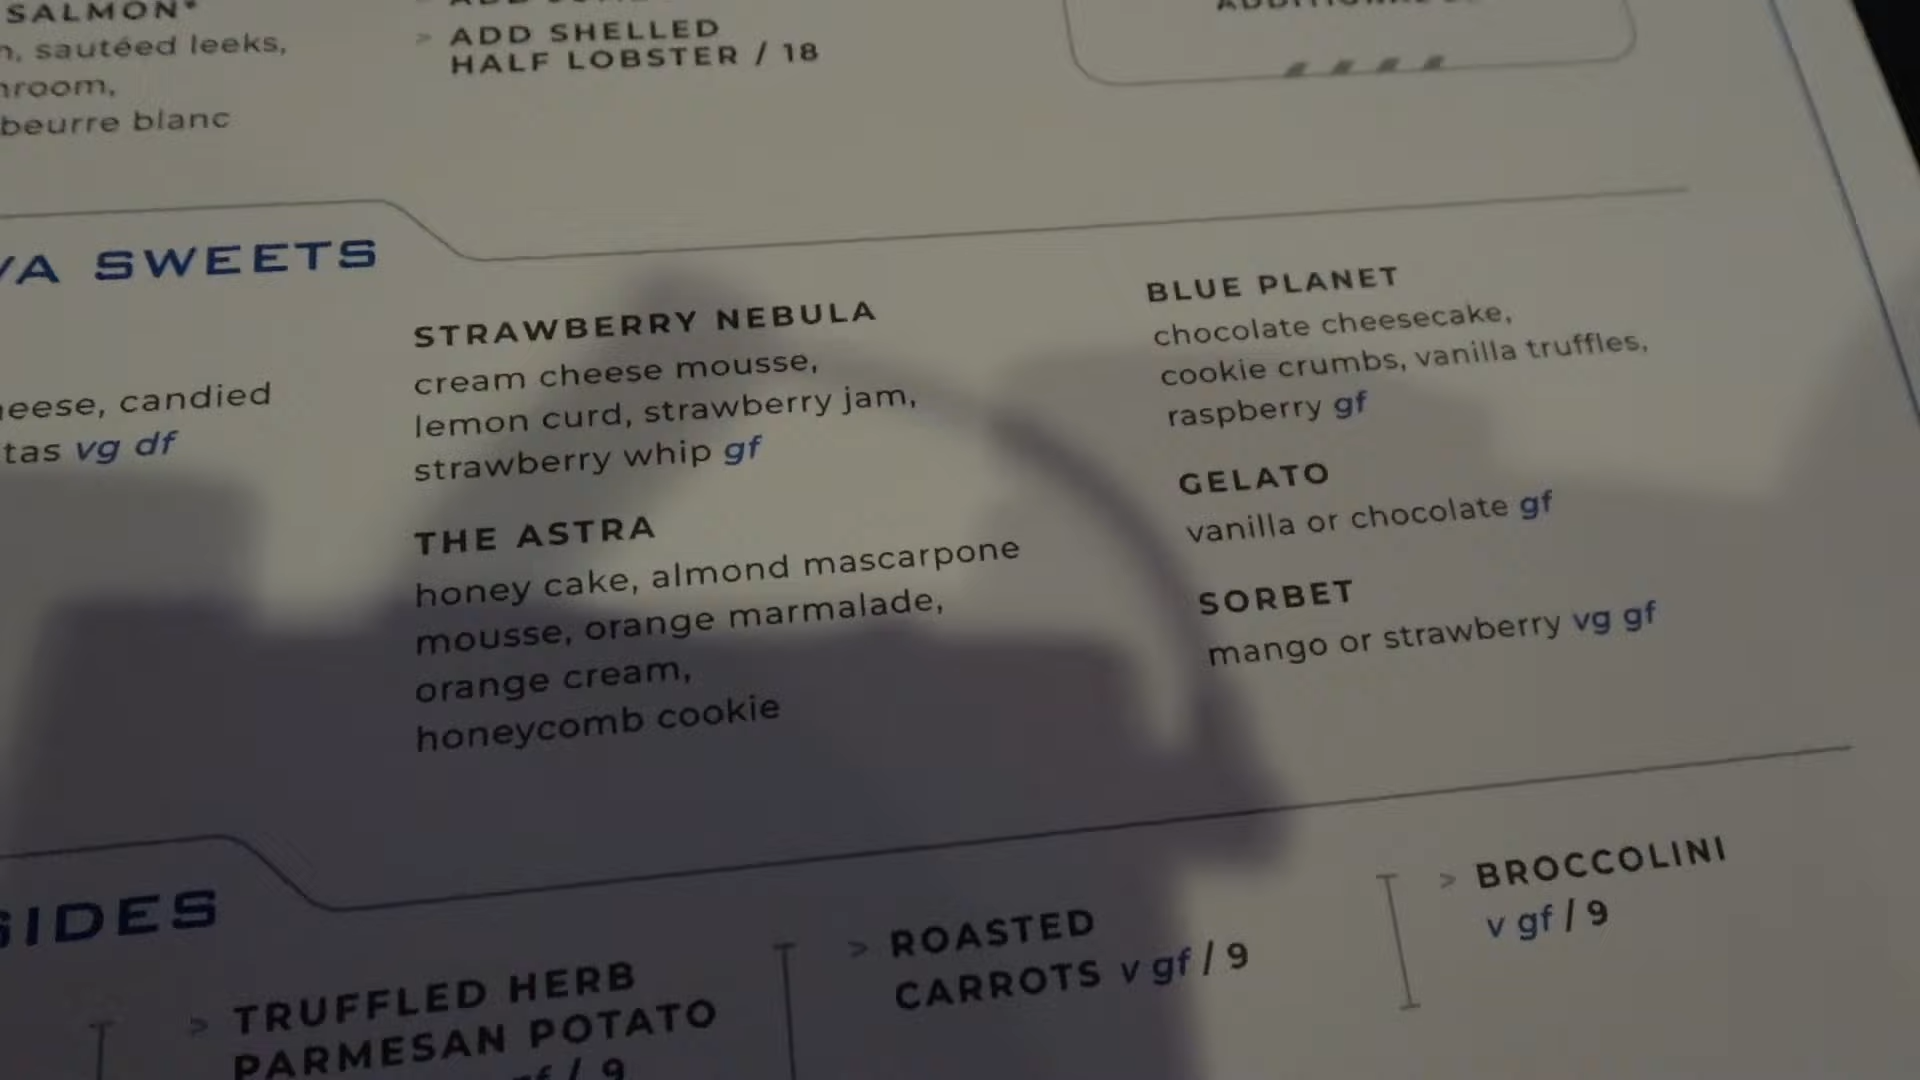 SALMON*
sautéed leeks,
beurre blanc
> ADD SHELLED
HALF LOBSTER / 18
SWEETS
candied
vg df
STRAWBERRY NEBULA
cream cheese mousse,
lemon curd, strawberry jam,
strawberry whip gf
THE ASTRA
honey cake, almond mascarpone
mousse, orange marmalade,
orange cream,
honeycomb cookie
BLUE PLANET
chocolate cheesecake,
cookie crumbs, vanilla truffles,
raspberry gf
GELATO
vanilla or chocolate gf
SORBET
mango or strawberry vg gf
SIDES
> TRUFFLED HERB
PARMESAN POTATO
gf / 9
> ROASTED
CARROTS v gf / 9
> BROCCOLINI
v gf / 9